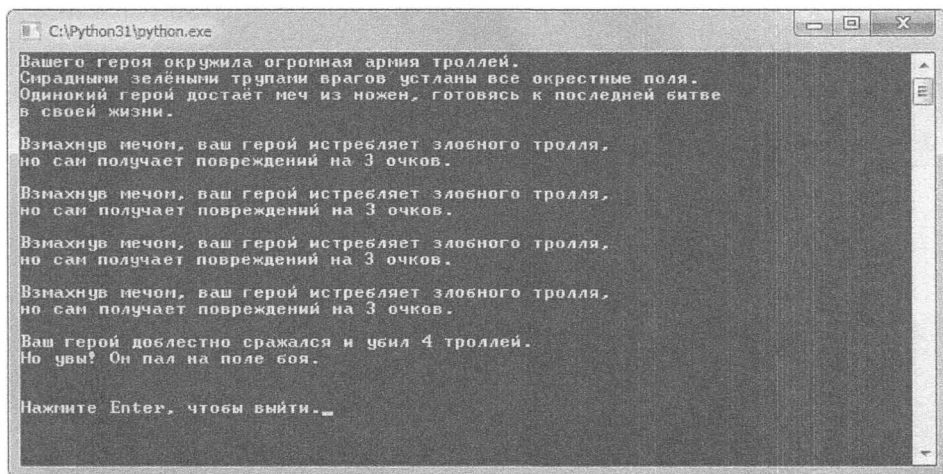 C:\Python31\python.exe
Вашего героя окружила огромная армия троллей.
Смрадными зелёными трупами врагов устланы все окрестные поля.
Одинокий герой достаёт меч из ножен, готовясь к последней битве
в своей жизни.
Взмахнув мечом, ваш герой истребляет злобного тролля,
но сам получает повреждений на 3 очков.
Взмахнув мечом, ваш герой истребляет злобного тролля,
но сам получает повреждений на 3 очков.
Взмахнув мечом, ваш герой истребляет злобного тролля,
но сам получает повреждений на 3 очков.
Взмахнув мечом, ваш герой истребляет злобного тролля,
но сам получает повреждений на 3 очков.
Ваш герой доблестно сражался и убил 4 троллей.
Но увы! Он пал на поле боя.
Нажмите Enter, чтобы выйти._